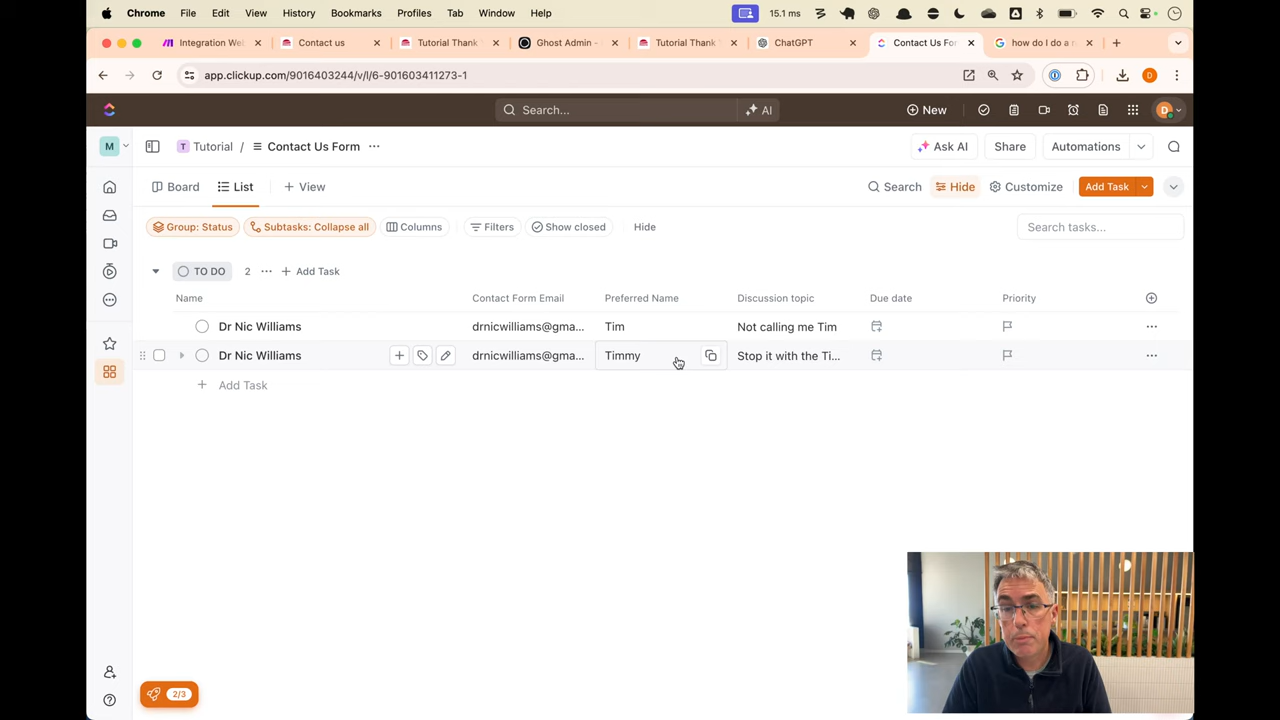 Chrome File Edit View History Bookmarks Profiles Tab Window Help 15.1 ms
Integration Web Contact us Tutorial Thank Ghost Admin - Tutorial Thank ChatGPT Contact Us For how do I do a r
app.clickup.com/9016403244/v/l/6-901603411273-1 D
Search... AI New D
M T Tutorial / Contact Us Form Ask AI Share Automations
Board List + View Search Hide Customize Add Task
Group: Status Subtasks: Collapse all Columns Filters Show closed Hide Search tasks...
TO DO 2 + Add Task
Name Contact Form Email Preferred Name Discussion topic Due date Priority
Dr Nic Williams drnicwilliams@gma... Tim Not calling me Tim
Dr Nic Williams drnicwilliams@gma... Timmy Stop it with the Ti...
+ Add Task
2/3